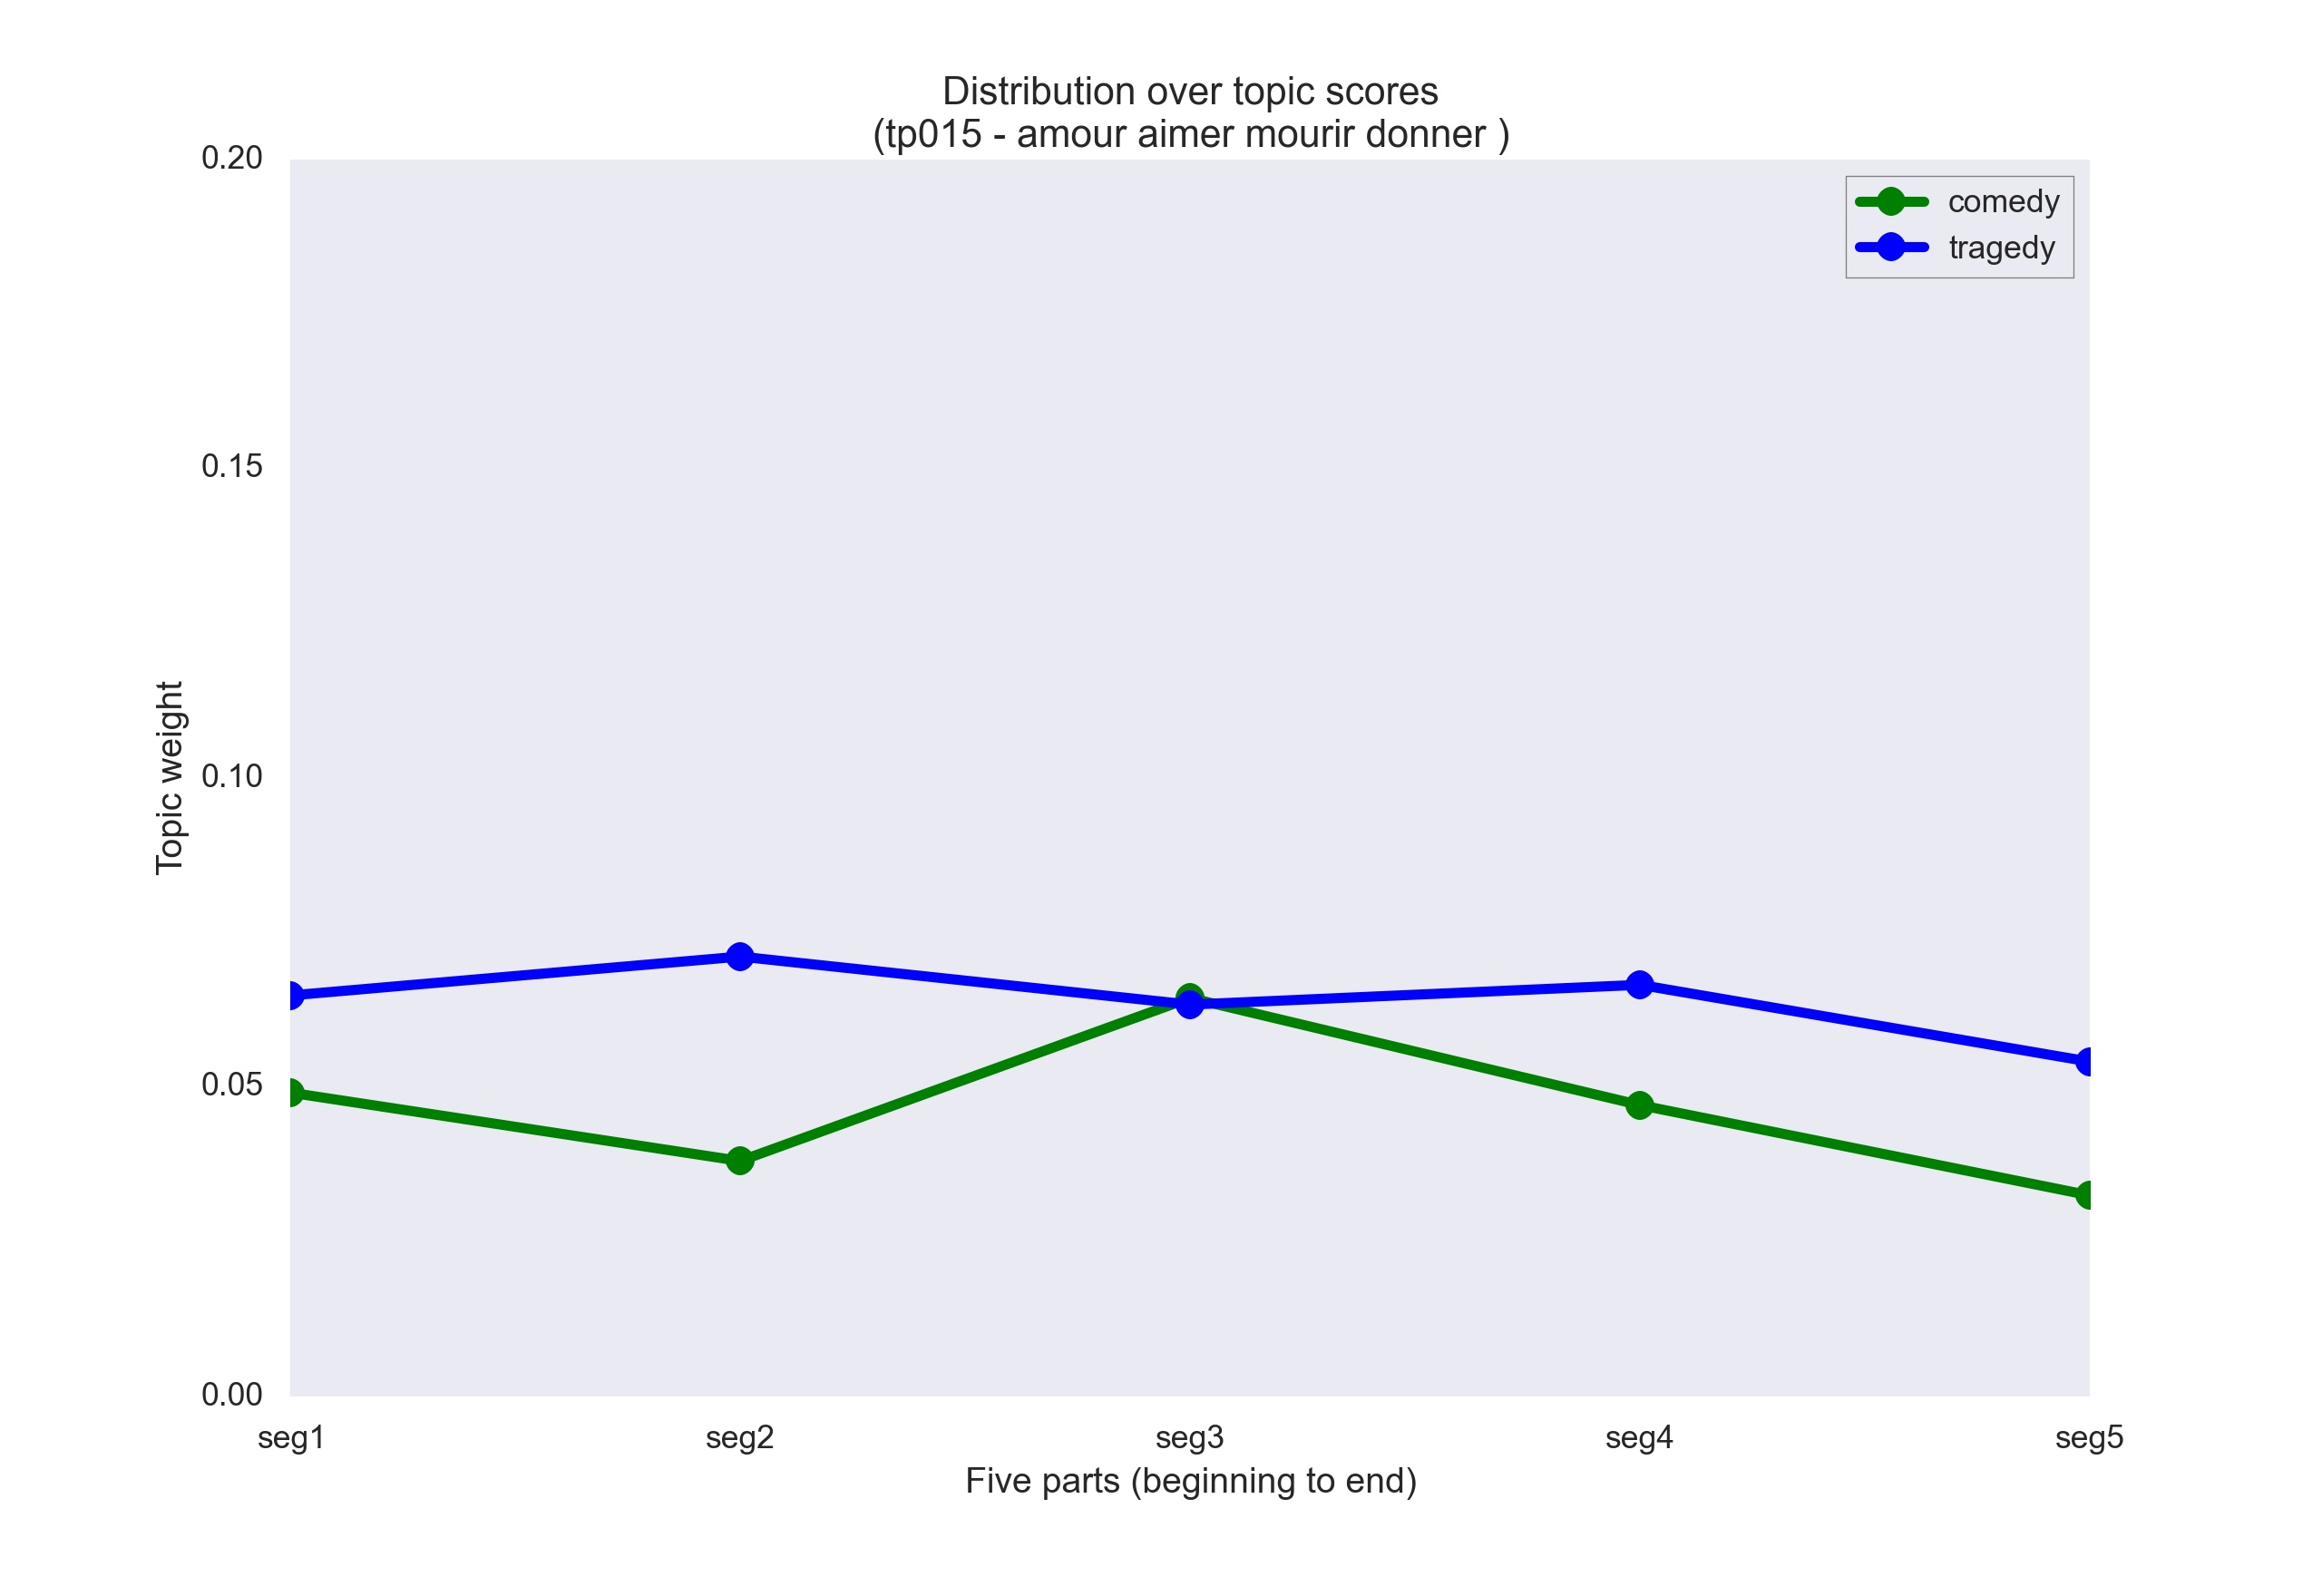 Distribution over topic scores
(tp015 - amour aimer mourir donner )
comedy
tragedy
Topic weight
0.20
0.15
0.10
0.05
0.00
seg1 seg2 seg3 seg4 seg5
Five parts (beginning to end)